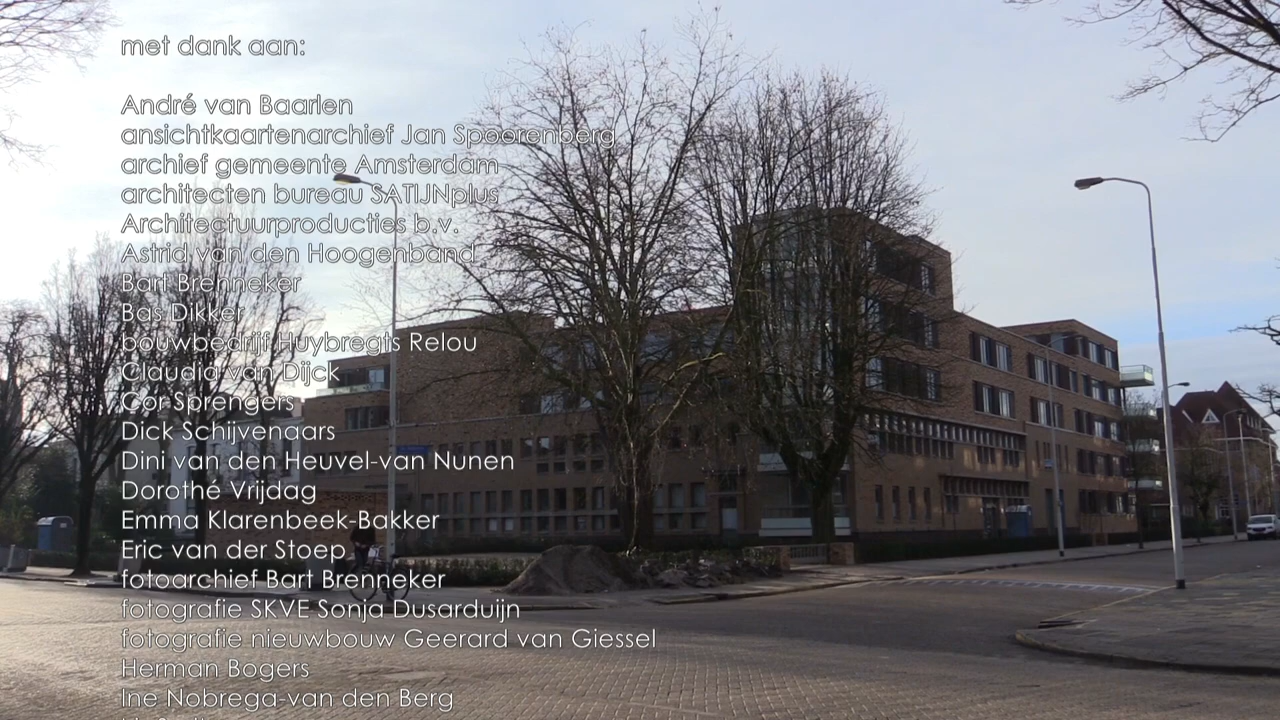 met dank aan:
André van Baarlen
ansichtkaartenarchief Jan Spoorenberg
archief gemeente Amsterdam
architecten bureau SATIJNplus
Architectuurproducties b.v.
Astrid van den Hoogenband
Bart Brenneker
Bas Dikker
bouwbedrijf Huybregts Relou
Claudia van Dijck
Cor Sprengers
Dick Schijvenaars
Dini van den Heuvel-van Nunen
Dorothé Vrijdag
Emma Klarenbeek-Bakker
Eric van der Stoep
fotoarchief Bart Brenneker
fotografie SKVE Sonja Dusarduijn
fotografie nieuwbouw Geerard van Giessel
Herman Bogers
Ine Nobrega-van den Berg